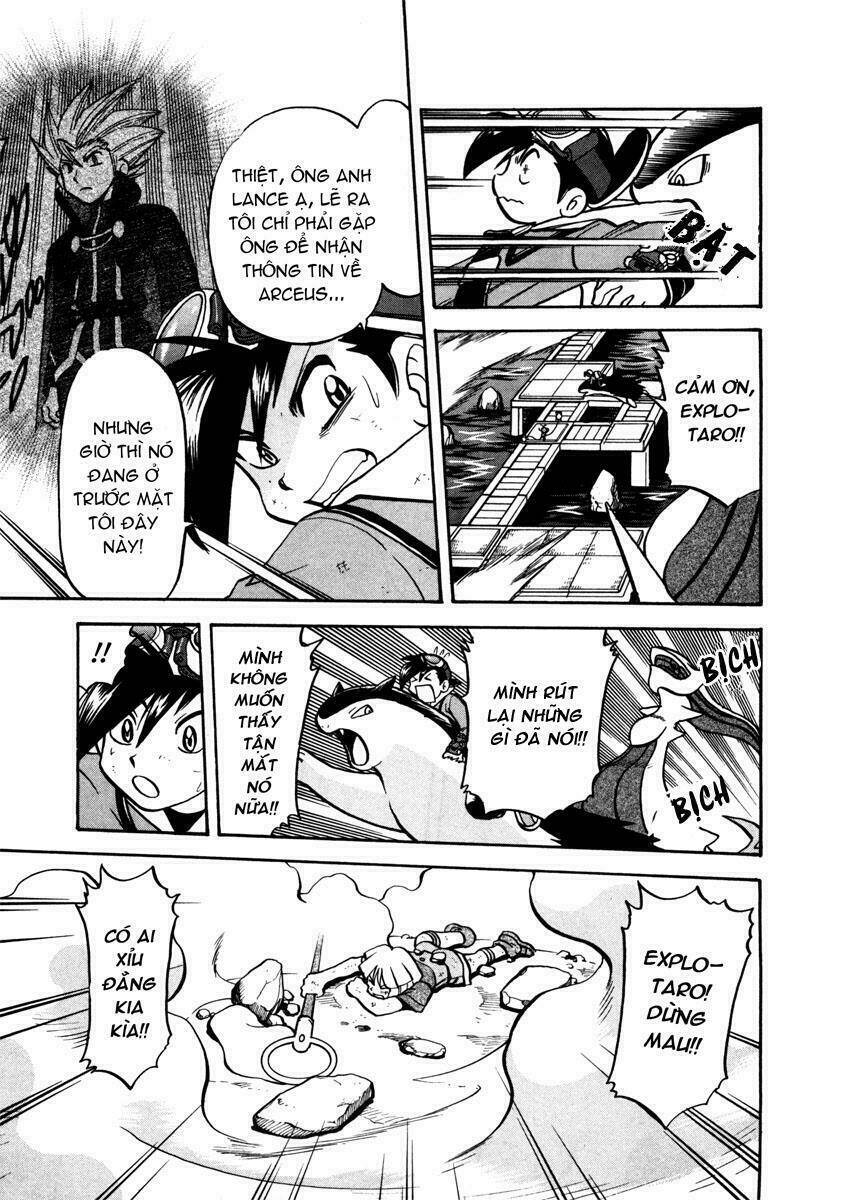 BẶT
CẢM ƠN,
EXPLO-
TARO!!
THIỆT, ÔNG ANH
LANCE Ạ, LẼ RA
TÔI CHỈ PHẢI GẶP
ÔNG ĐỂ NHẬN
THÔNG TIN VỀ
ARCEUS...
NHƯNG
GIỜ THÌ NÓ
ĐANG Ở
TRƯỚC MẶT
TÔI ĐÂY
NÀY!
BỊCH
BỊCH
MÌNH RÚT
LẠI NHỮNG
GÌ ĐÃ NÓI!!
MÌNH
KHÔNG
MUỐN
THẤY
TẬN
MẮT
NÓ
NỮA!!
!!
EXPLO-
TARO!
DỪNG
MAU!!
CÓ AI
XỈU
ĐẰNG
KIA
KÌA!!